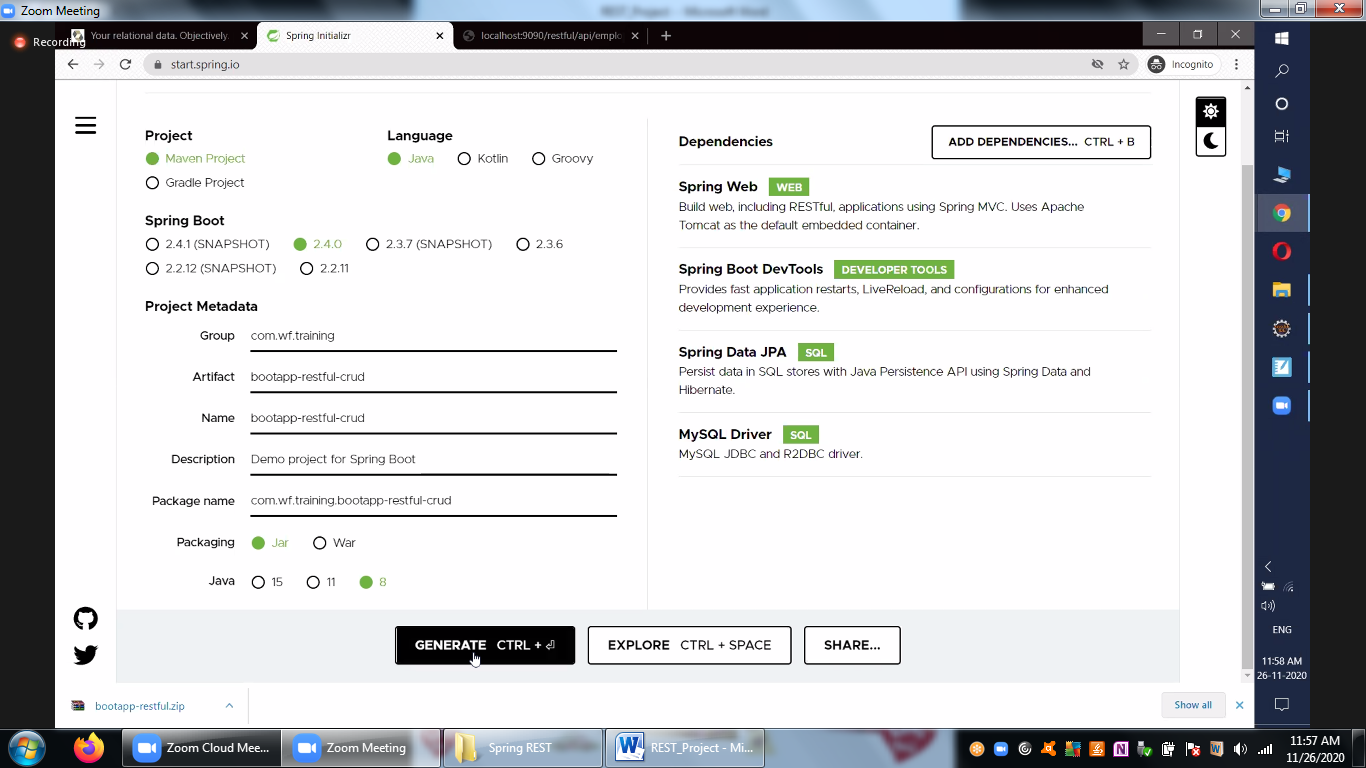 Zoom Meeting
REST_Project - Microsoft Word
Recording
Your relational data. Objectively.
Spring Initializr
localhost:9090/restful/api/emplo
start.spring.io
Incognito
Project
Maven Project
Gradle Project
Language
Java
Kotlin
Groovy
Spring Boot
2.4.1 (SNAPSHOT)
2.4.0
2.3.7 (SNAPSHOT)
2.3.6
2.2.12 (SNAPSHOT)
2.2.11
Project Metadata
Group com.wf.training
Artifact bootapp-restful-crud
Name bootapp-restful-crud
Description Demo project for Spring Boot
Package name com.wf.training.bootapp-restful-crud
Packaging Jar War
Java 15 11 8
Dependencies
ADD DEPENDENCIES... CTRL + B
Spring Web WEB
Build web, including RESTful, applications using Spring MVC. Uses Apache
Tomcat as the default embedded container.
Spring Boot DevTools DEVELOPER TOOLS
Provides fast application restarts, LiveReload, and configurations for enhanced
development experience.
Spring Data JPA SQL
Persist data in SQL stores with Java Persistence API using Spring Data and
Hibernate.
MySQL Driver SQL
MySQL JDBC and R2DBC driver.
GENERATE CTRL + ⏎
EXPLORE CTRL + SPACE
SHARE...
bootapp-restful.zip
Show all
ENG
11:58 AM
26-11-2020
Zoom Cloud Mee...
Zoom Meeting
Spring REST
REST_Project - Mi...
11:57 AM
11/26/2020